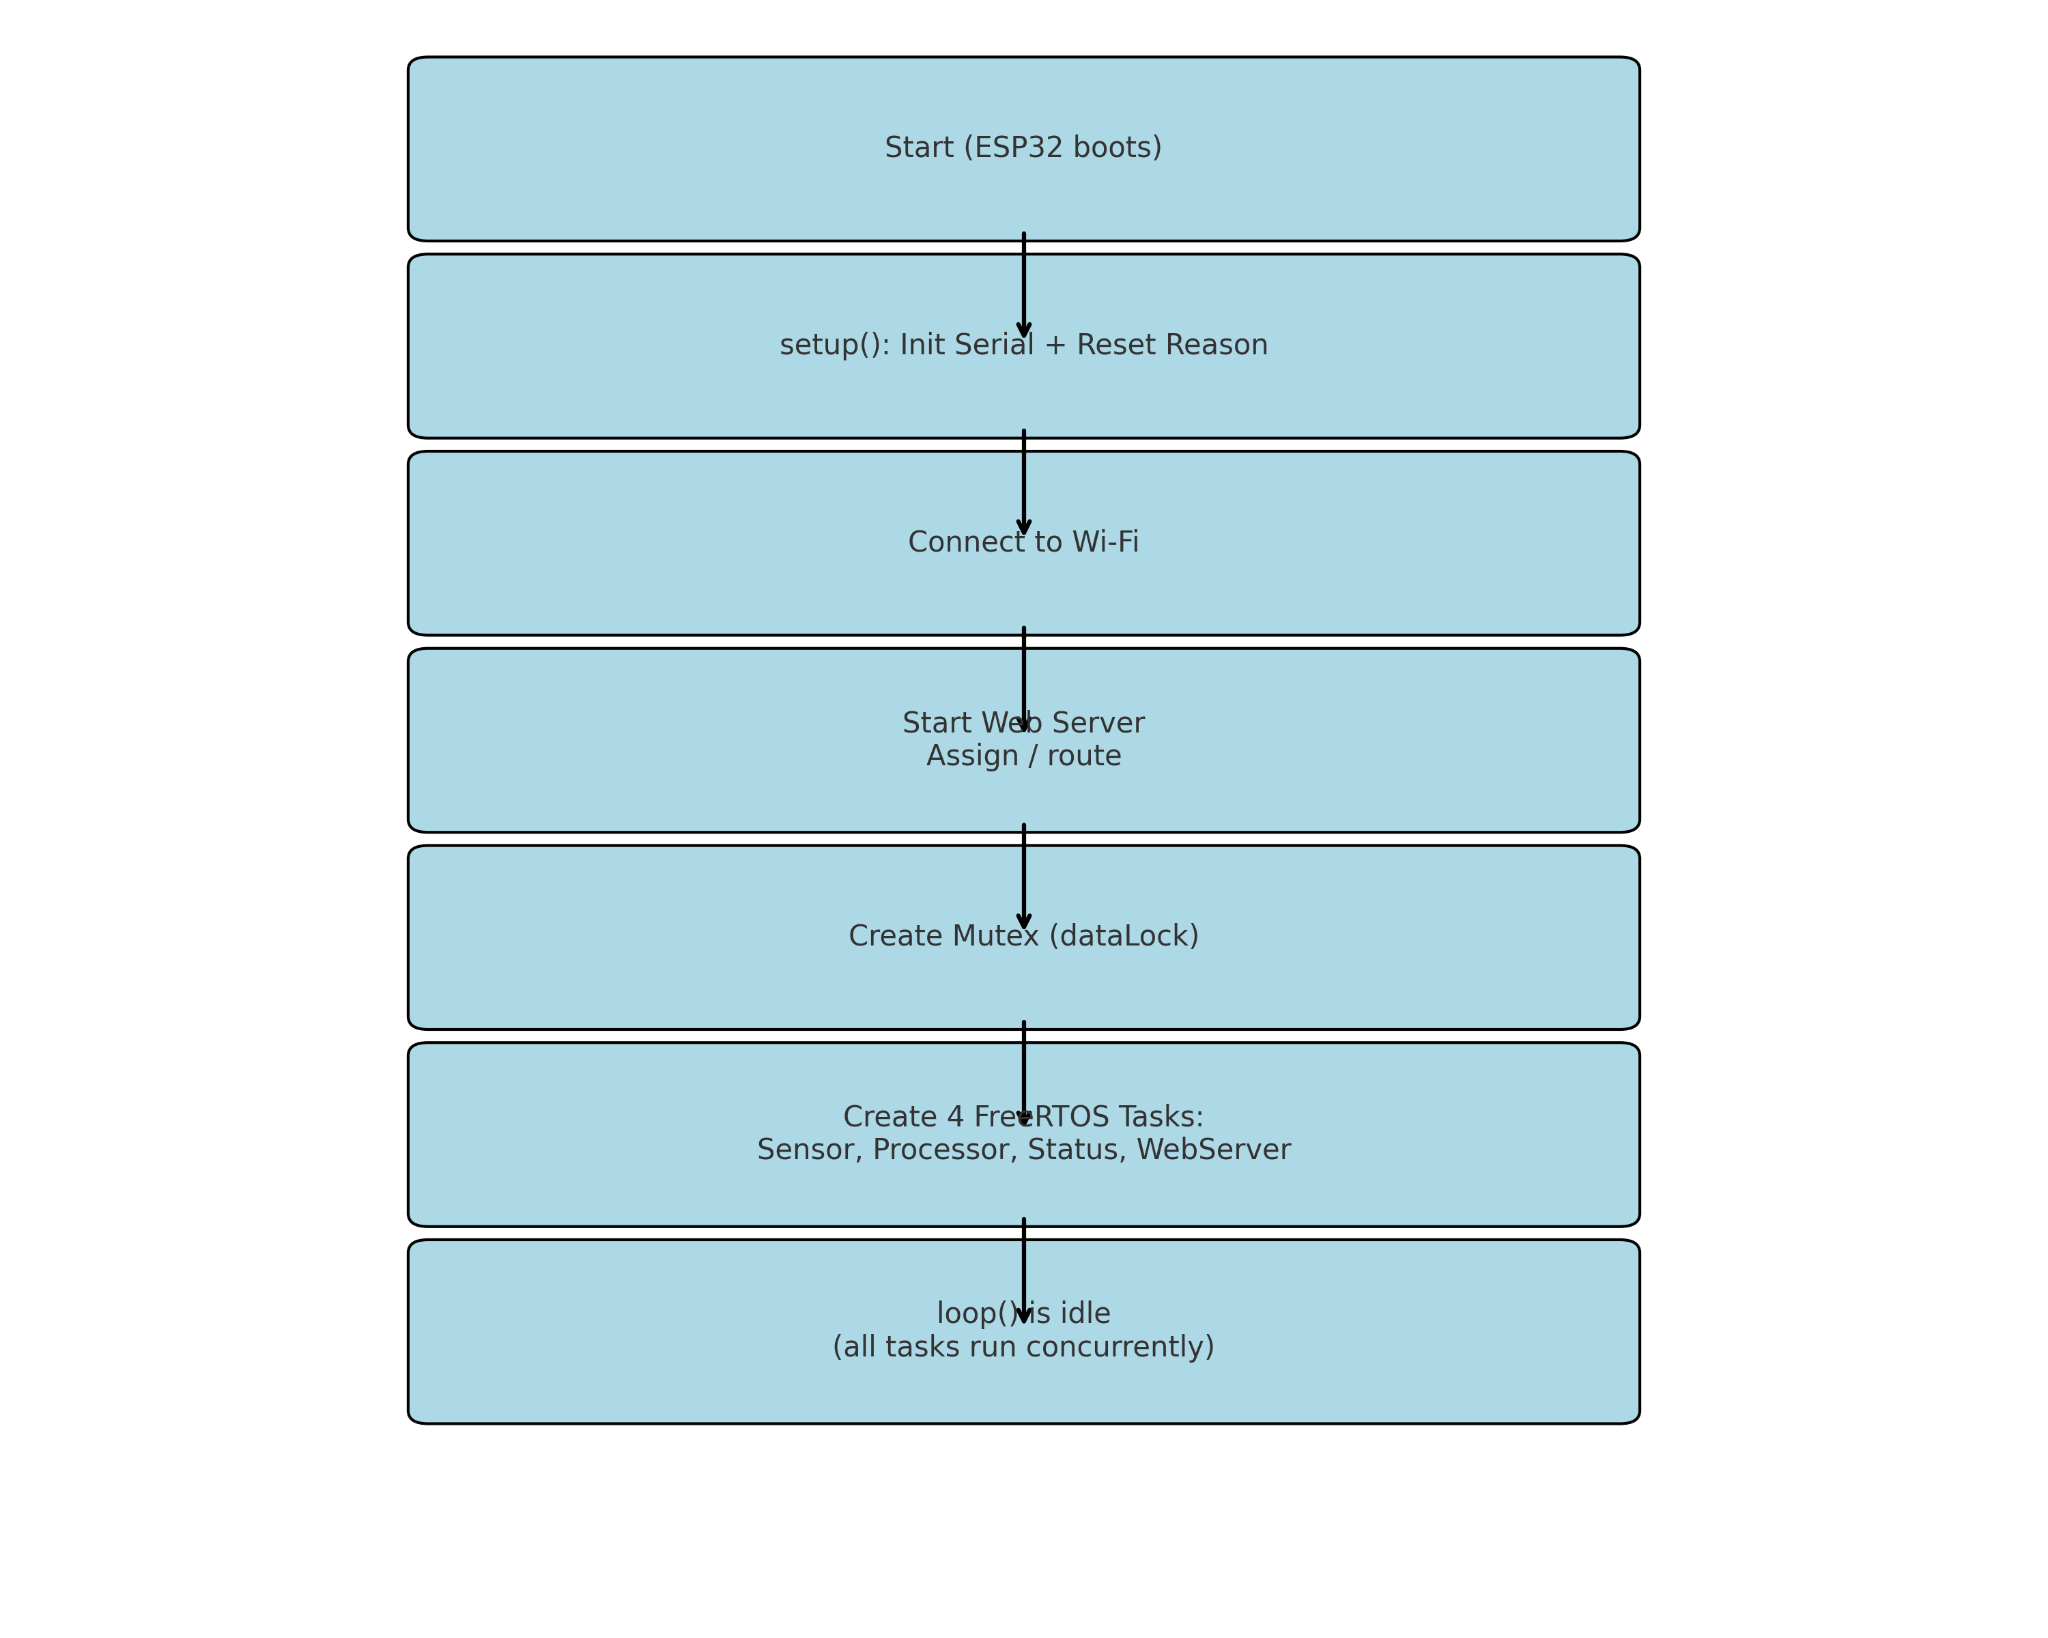 Start (ESP32 boots)
setup(): Init Serial + Reset Reason
Connect to Wi-Fi
Start Web Server
Assign / route
Create Mutex (dataLock)
Create 4 FreeRTOS Tasks:
Sensor, Processor, Status, WebServer
loop() is idle
(all tasks run concurrently)